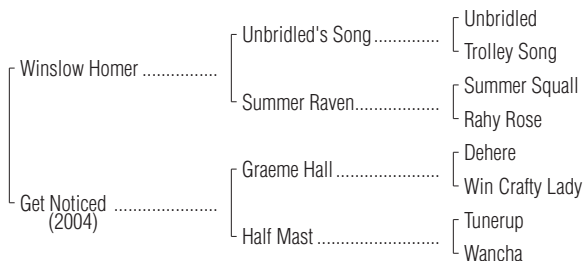 Unbridled
Unbridled's Song...............
Trolley Song
Winslow Homer ................
Summer Squall
Summer Raven.................
Rahy Rose
Dehere
Graeme Hall.....................
Win Crafty Lady
Get Noticed ......................
(2004)
Tunerup
Half Mast.........................
Wancha